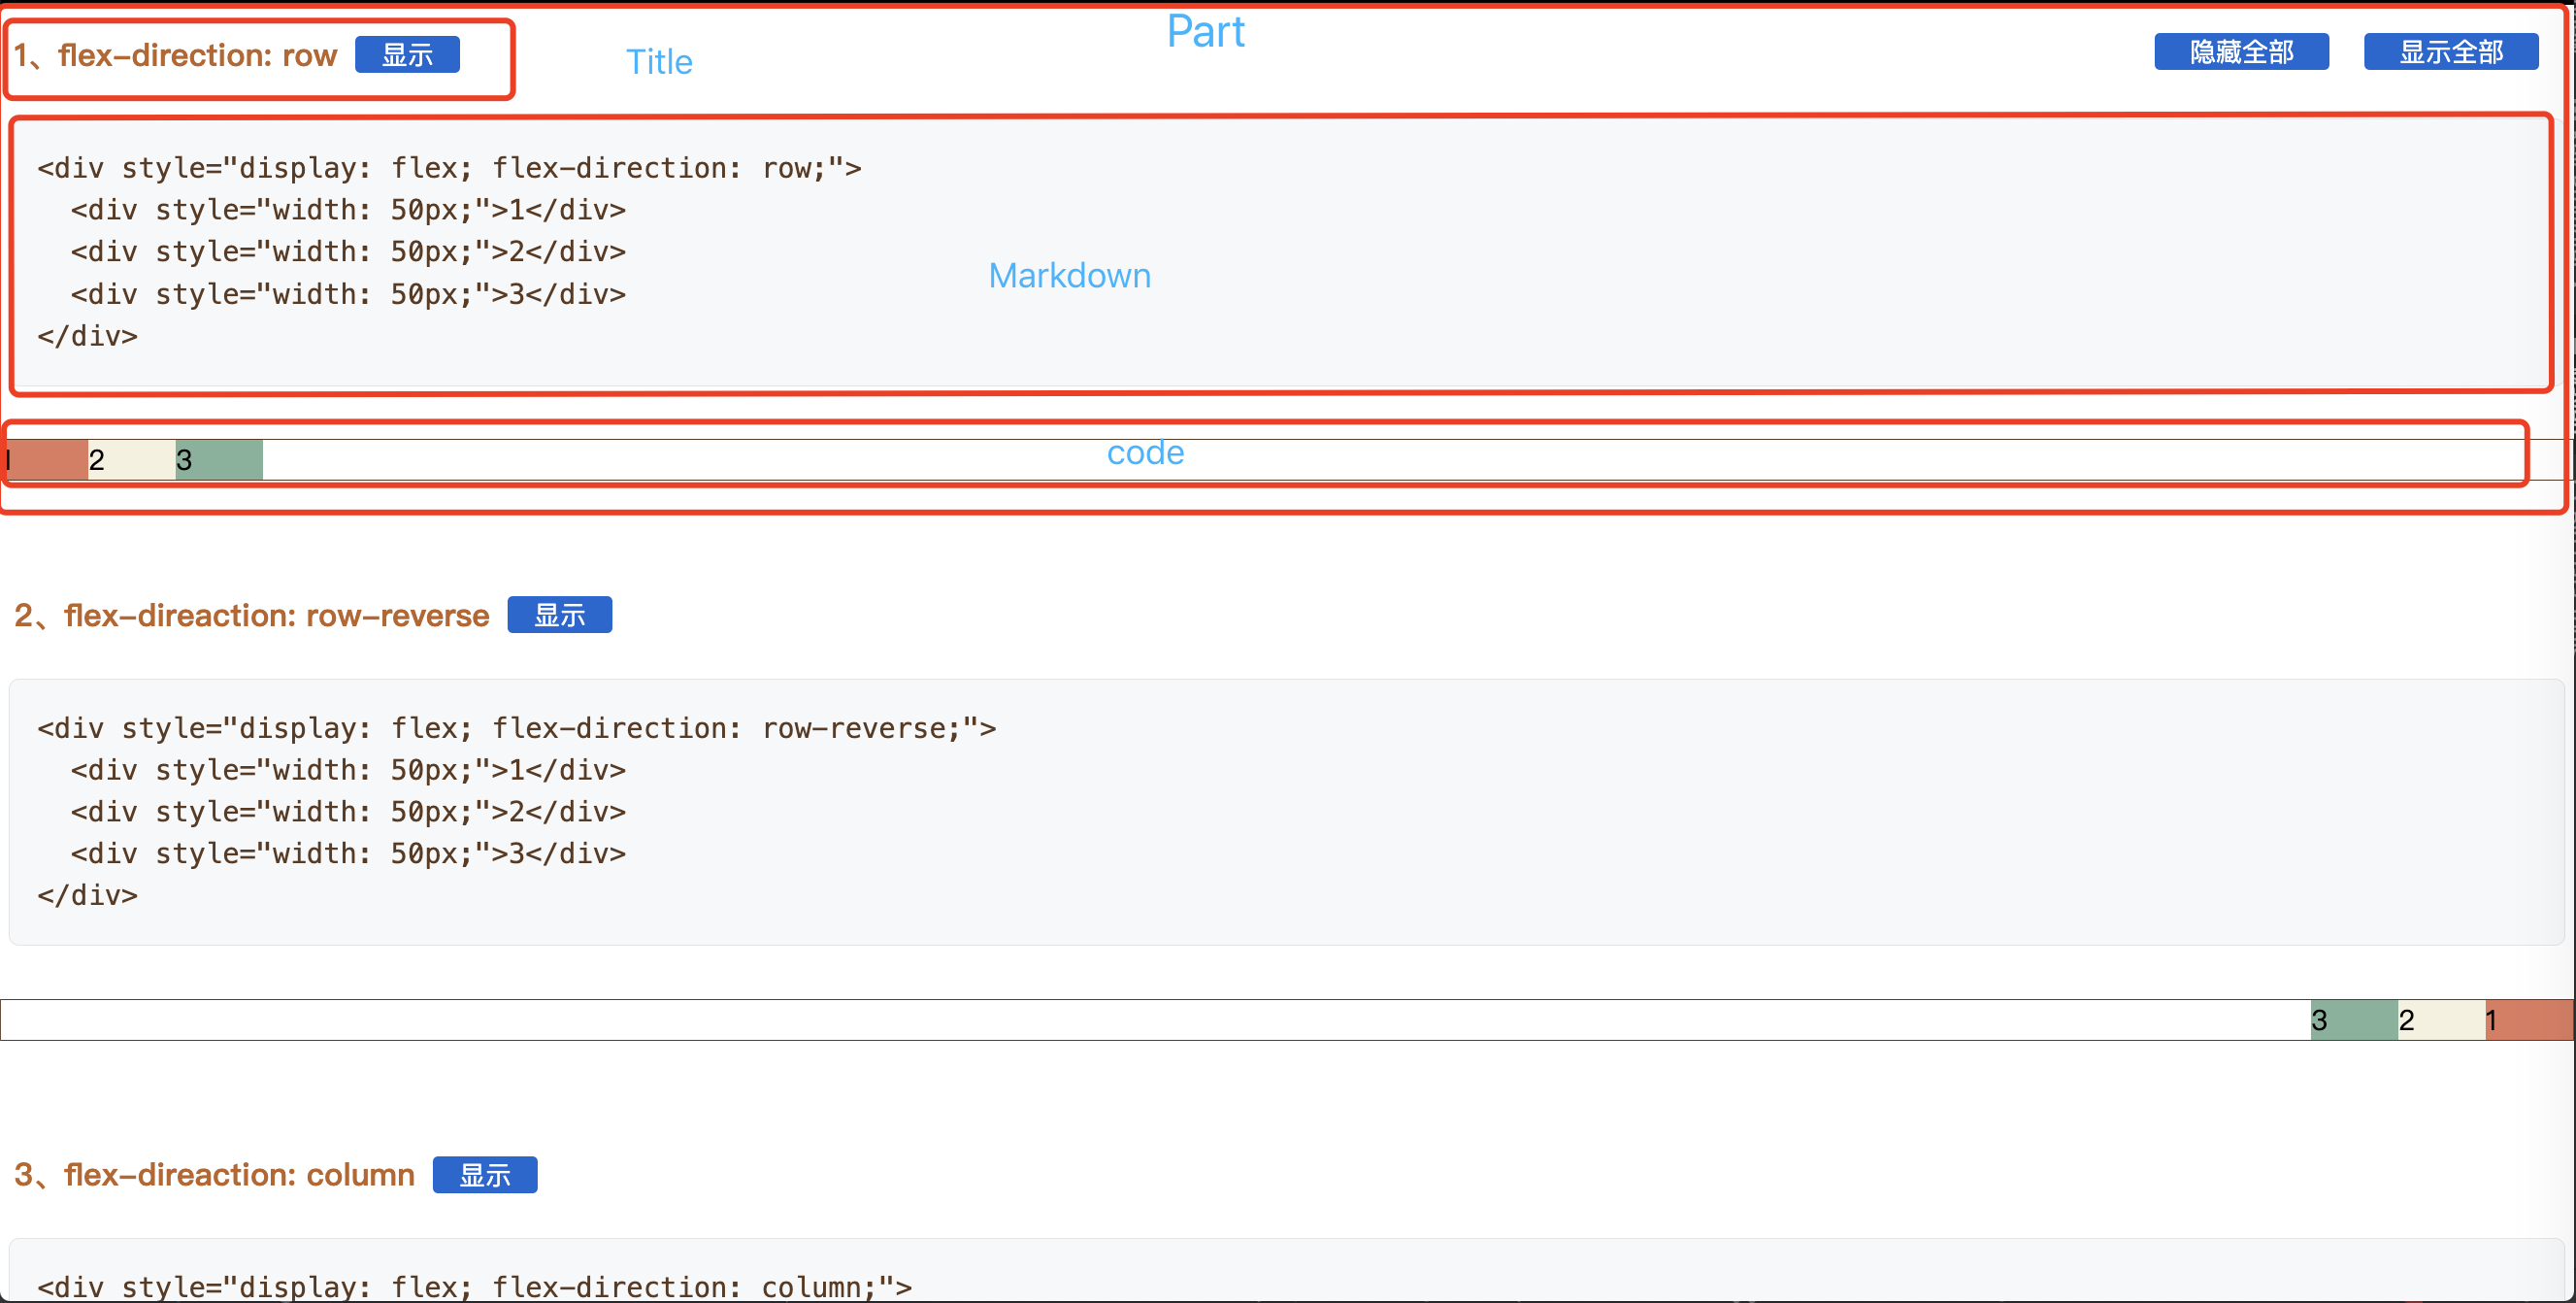 Part
1、flex-direction: row 显示 Title 隐藏全部 显示全部
<div style="display: flex; flex-direction: row;">
  <div style="width: 50px;">1</div>
  <div style="width: 50px;">2</div>
  <div style="width: 50px;">3</div>
</div>
Markdown
1 2 3 code
2、flex-direaction: row-reverse 显示
<div style="display: flex; flex-direction: row-reverse;">
  <div style="width: 50px;">1</div>
  <div style="width: 50px;">2</div>
  <div style="width: 50px;">3</div>
</div>
3 2 1
3、flex-direaction: column 显示
<div style="display: flex; flex-direction: column;">